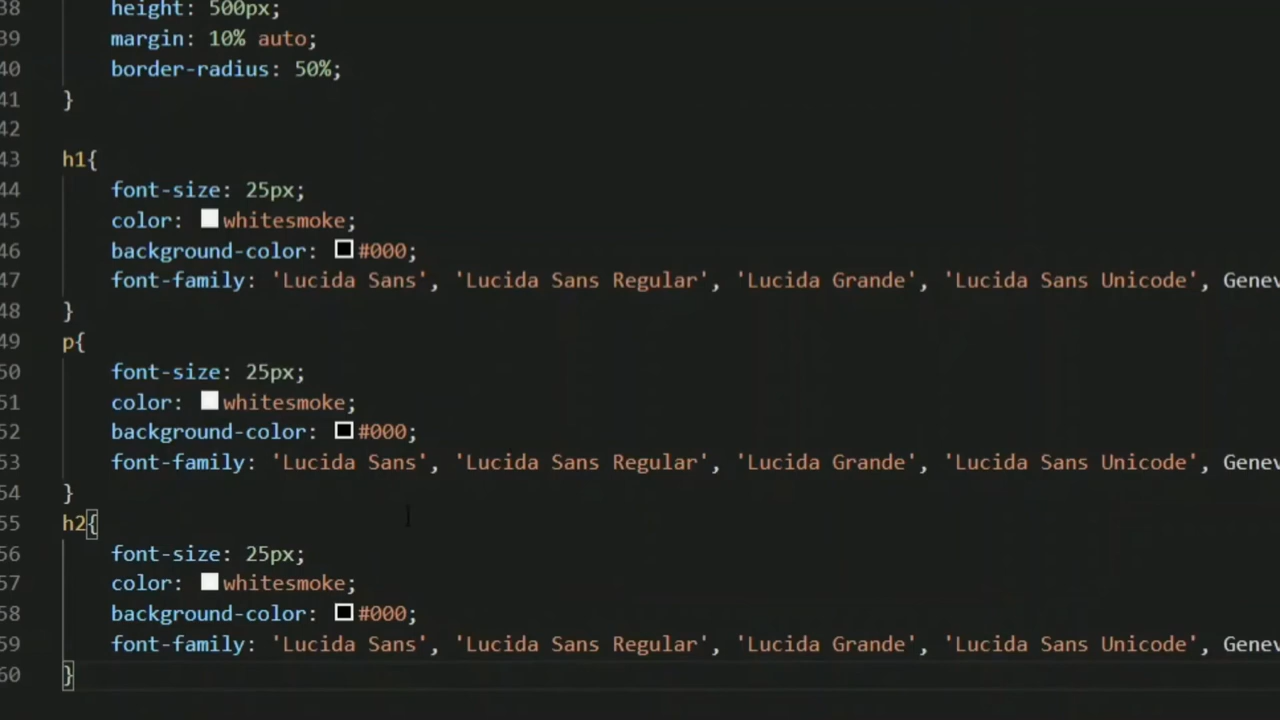 38 height: 500px;
39 margin: 10% auto;
40 border-radius: 50%;
41 }
42
43 h1{
44 font-size: 25px;
45 color: whitesmoke;
46 background-color: #000;
47 font-family: 'Lucida Sans', 'Lucida Sans Regular', 'Lucida Grande', 'Lucida Sans Unicode', Genev
48 }
49 p{
50 font-size: 25px;
51 color: whitesmoke;
52 background-color: #000;
53 font-family: 'Lucida Sans', 'Lucida Sans Regular', 'Lucida Grande', 'Lucida Sans Unicode', Genev
54 }
55 h2{
56 font-size: 25px;
57 color: whitesmoke;
58 background-color: #000;
59 font-family: 'Lucida Sans', 'Lucida Sans Regular', 'Lucida Grande', 'Lucida Sans Unicode', Genev
60 }